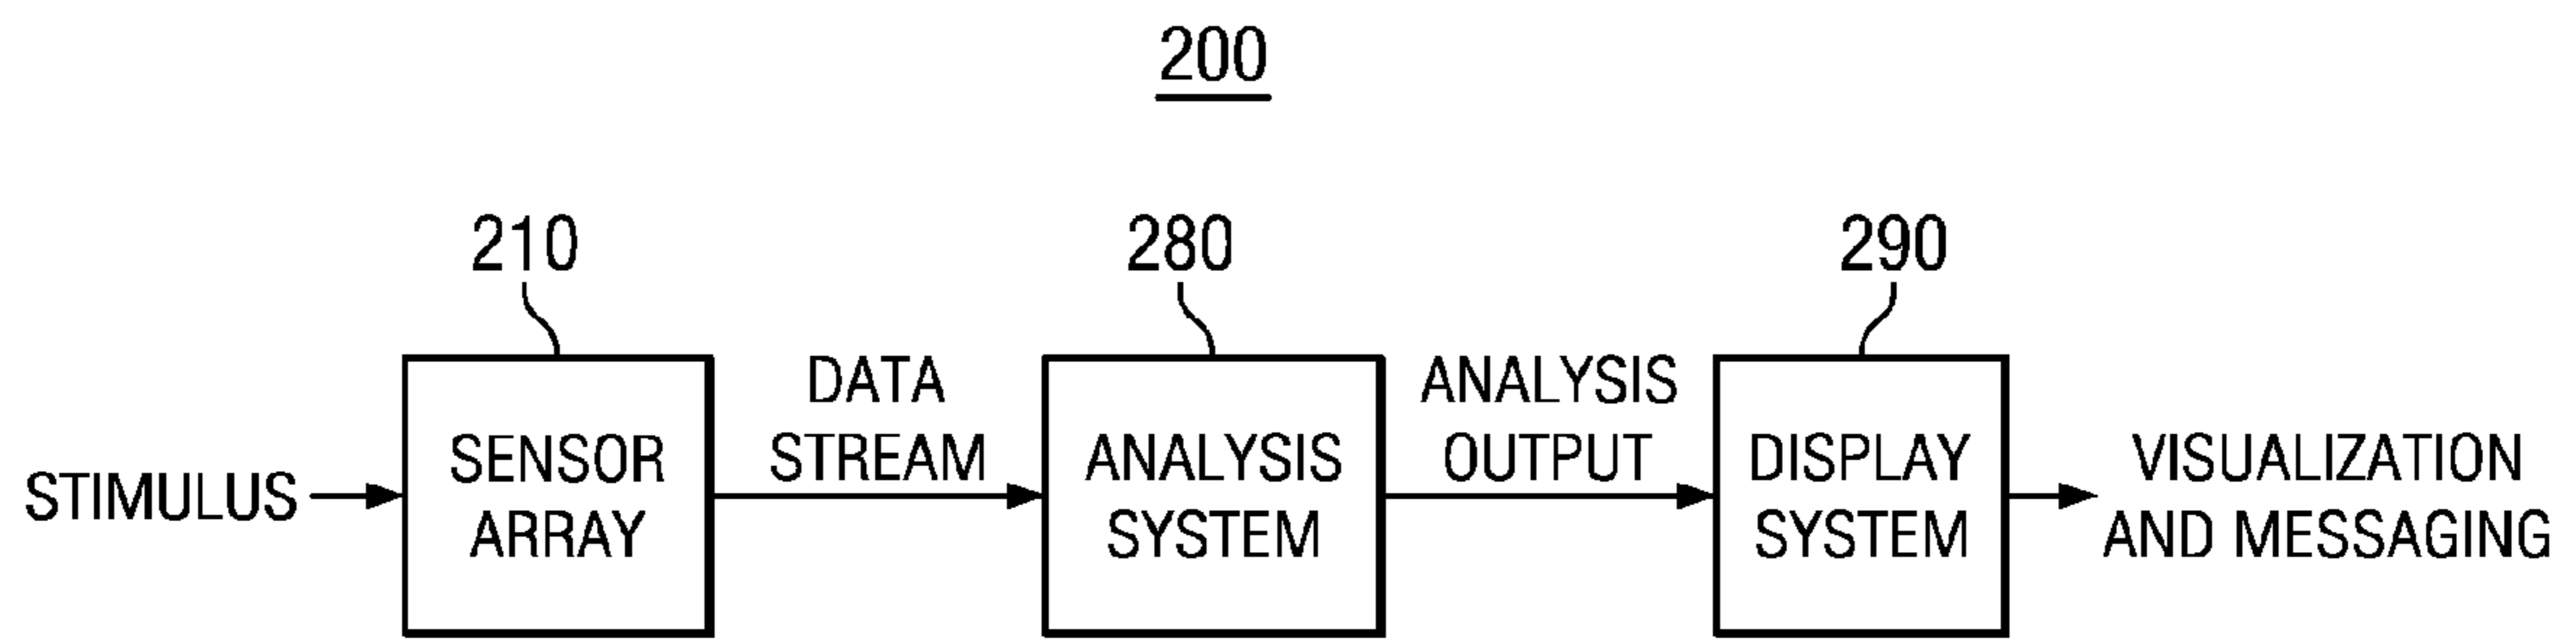 200
210
280
290
STIMULUS
SENSOR
ARRAY
DATA
STREAM
ANALYSIS
SYSTEM
ANALYSIS
OUTPUT
DISPLAY
SYSTEM
VISUALIZATION
AND MESSAGING